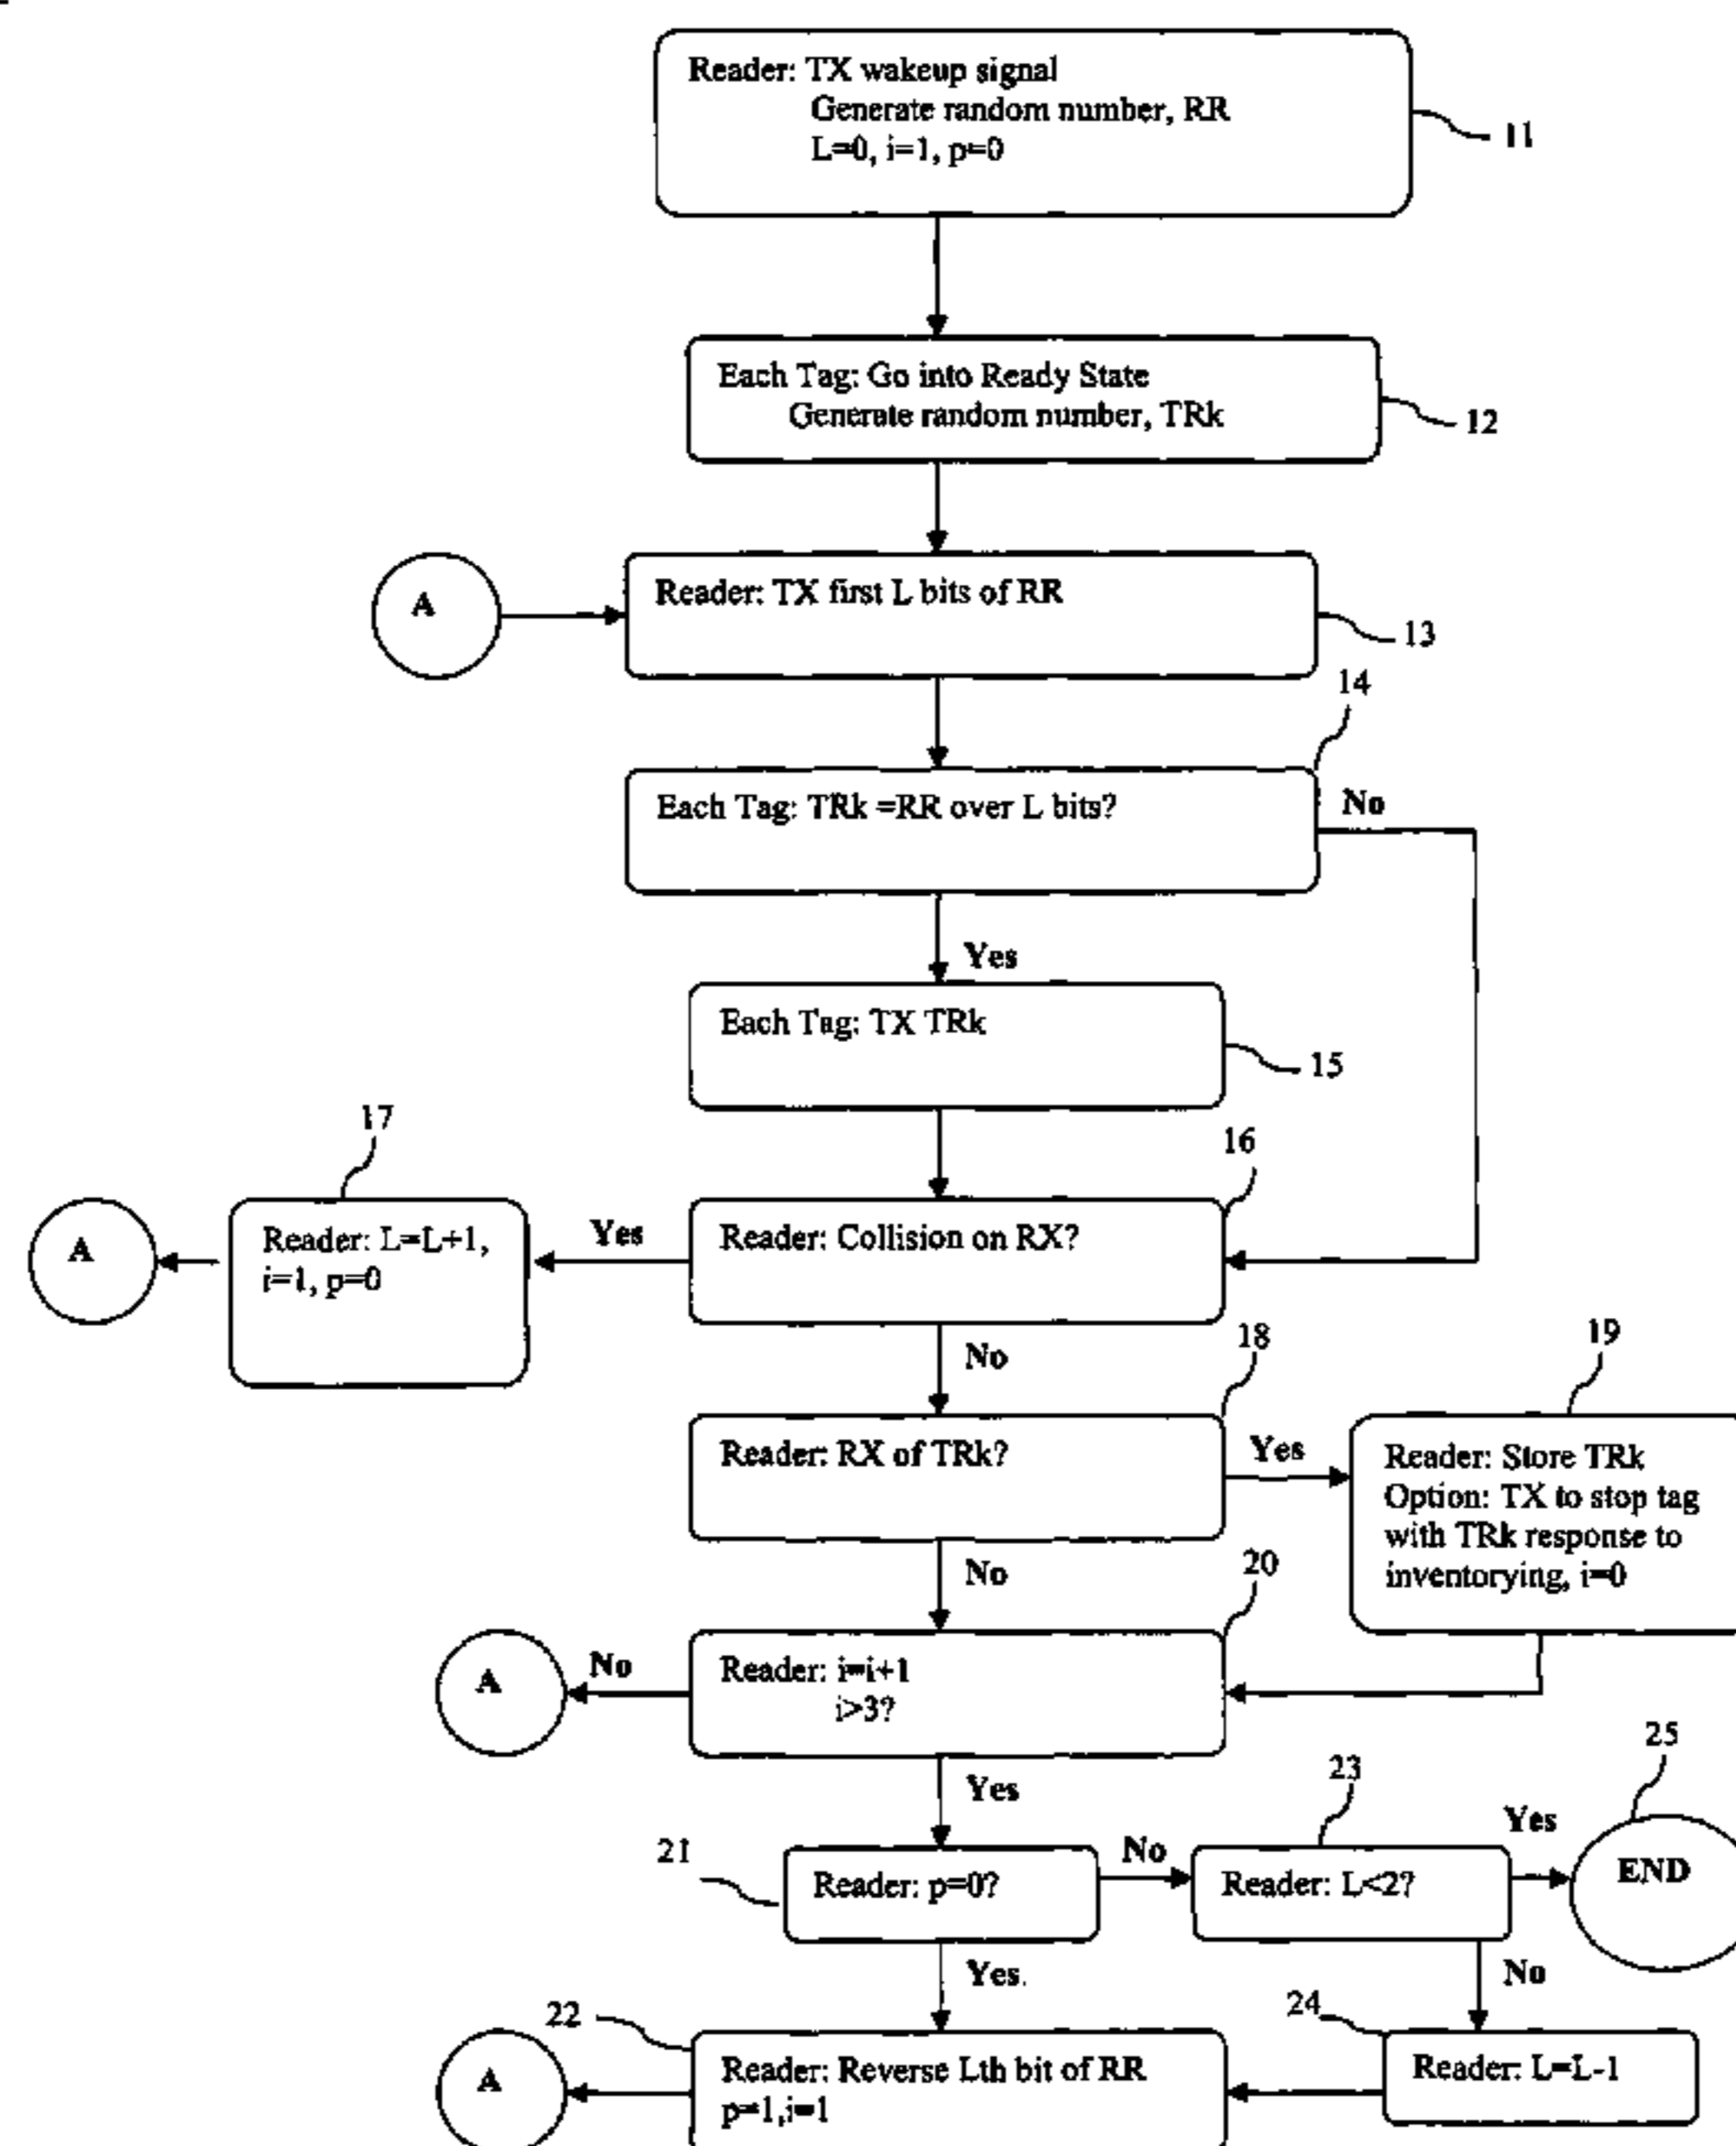 Reader: TX wakeup signal
Generate random number, RR
L=0, i=1, p=0
11
Each Tag: Go into Ready State
Generate random number, TRk
12
A
Reader: TX first L bits of RR
13
14
Each Tag: TRk =RR over L bits?
No
Yes
Each Tag: TX TRk
15
16
17
A
Reader: L=L+1,
i=1, p=0
Yes
Reader: Collision on RX?
No
18
19
Reader: RX of TRk?
Yes
Reader: Store TRk
Option: TX to stop tag
with TRk response to
inventorying, i=0
No
20
A
No
Reader: i=i+1
i>3?
Yes
25
23
Yes
21
Reader: p=0?
No
Reader: L<2?
END
Yes
No
22
24
A
Reader: Reverse Lth bit of RR
p=1,i=1
Reader: L=L-1